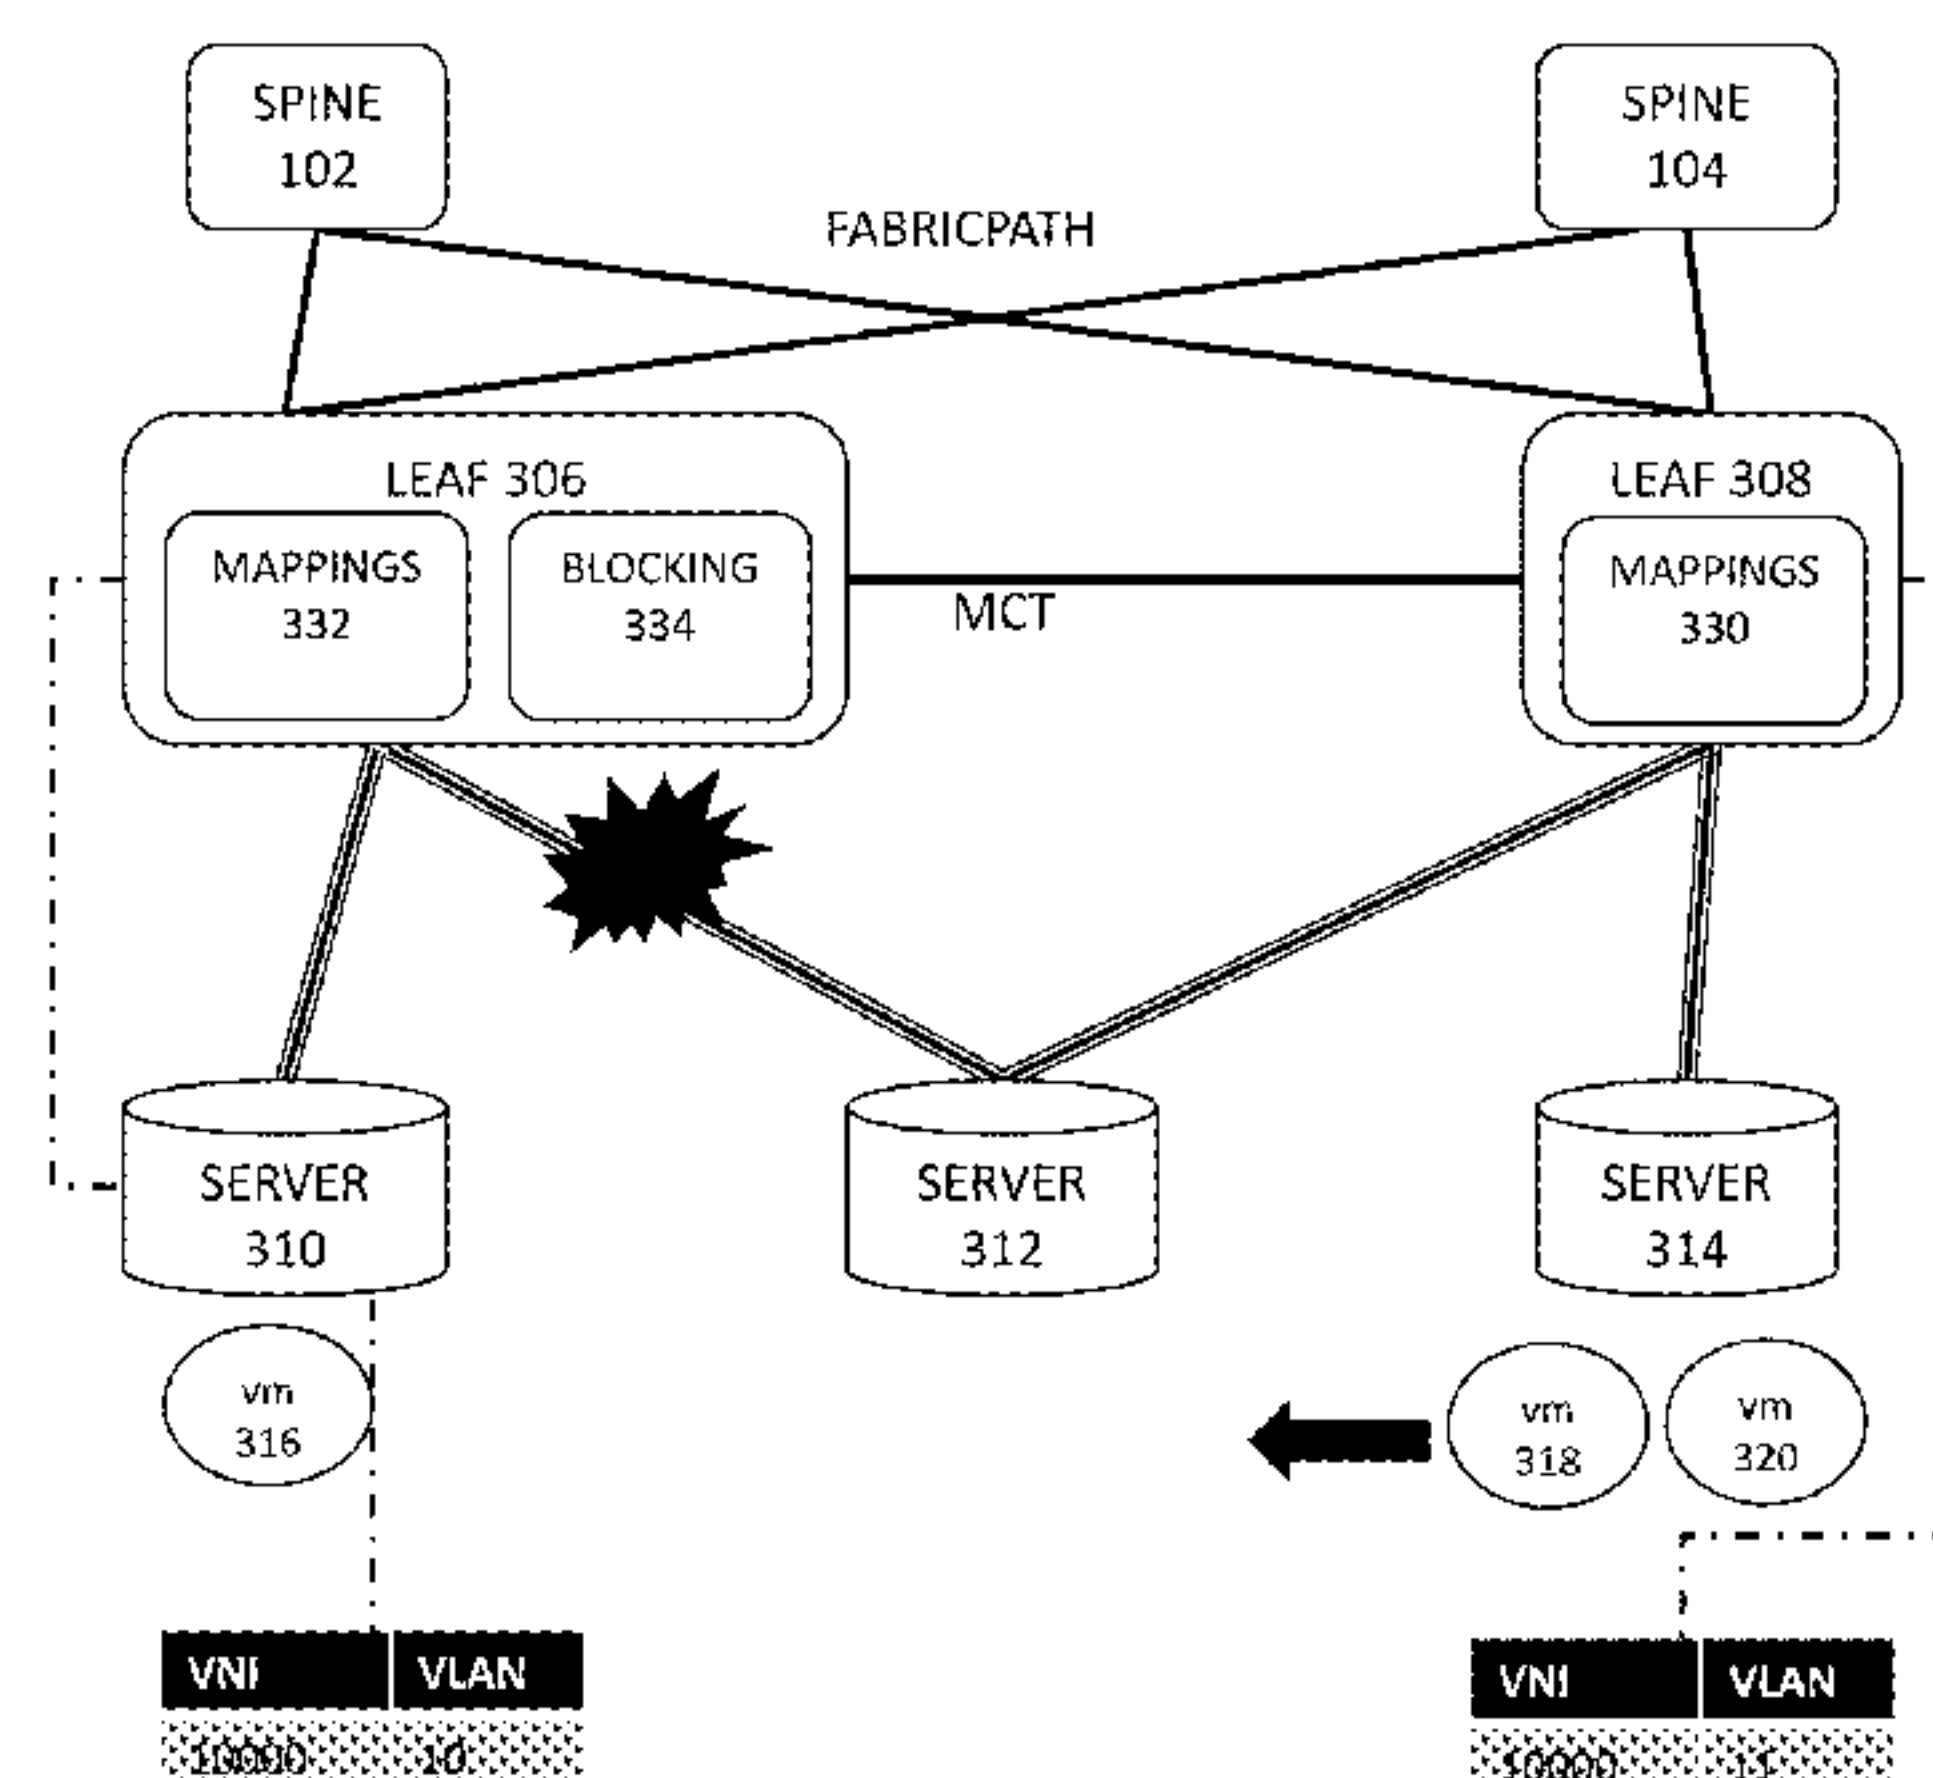 SPINE
102
SPINE
104
FABRICPATH
LEAF 306
LEAF 308
MAPPINGS
332
BLOCKING
334
MCT
MAPPINGS
330
SERVER
310
SERVER
312
SERVER
314
vm
316
vm
318
vm
320
VNI VLAN
10000 10
VNI VLAN
10000 11